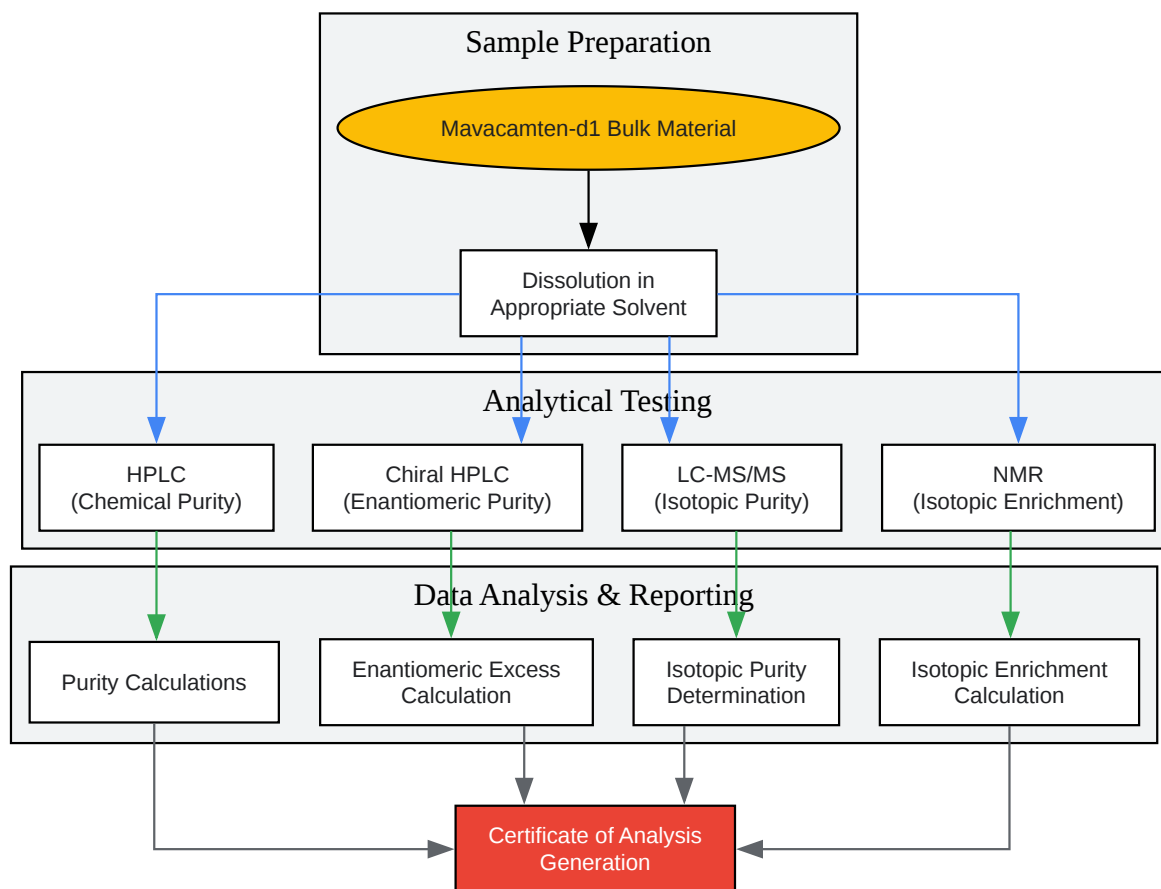 Sample Preparation
Mavacamten-d1 Bulk Material
Dissolution in
Appropriate Solvent
Analytical Testing
HPLC
(Chemical Purity)
Chiral HPLC
(Enantiomeric Purity)
LC-MS/MS
(Isotopic Purity)
NMR
(Isotopic Enrichment)
Data Analysis & Reporting
Purity Calculations
Enantiomeric Excess
Calculation
Isotopic Purity
Determination
Isotopic Enrichment
Calculation
Certificate of Analysis
Generation